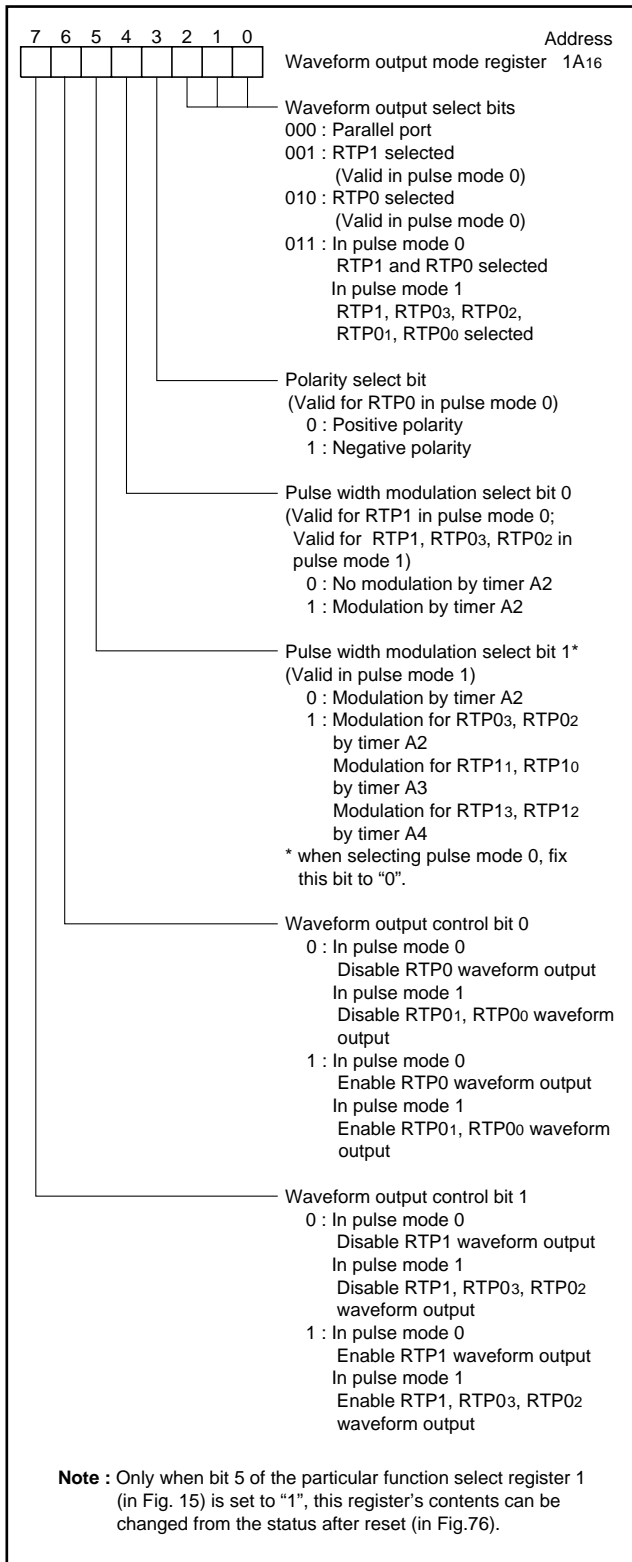 7 6 5 4 3 2 1 0
Address
Waveform output mode register 1A16
Waveform output select bits
000 : Parallel port
001 : RTP1 selected
(Valid in pulse mode 0)
010 : RTP0 selected
(Valid in pulse mode 0)
011 : In pulse mode 0
RTP1 and RTP0 selected
In pulse mode 1
RTP1, RTP03, RTP02,
RTP01, RTP00 selected
Polarity select bit
(Valid for RTP0 in pulse mode 0)
0 : Positive polarity
1 : Negative polarity
Pulse width modulation select bit 0
(Valid for RTP1 in pulse mode 0;
Valid for RTP1, RTP03, RTP02 in
pulse mode 1)
0 : No modulation by timer A2
1 : Modulation by timer A2
Pulse width modulation select bit 1*
(Valid in pulse mode 1)
0 : Modulation by timer A2
1 : Modulation for RTP03, RTP02
by timer A2
Modulation for RTP11, RTP10
by timer A3
Modulation for RTP13, RTP12
by timer A4
* when selecting pulse mode 0, fix
this bit to “0”.
Waveform output control bit 0
0 : In pulse mode 0
Disable RTP0 waveform output
In pulse mode 1
Disable RTP01, RTP00 waveform
output
1 : In pulse mode 0
Enable RTP0 waveform output
In pulse mode 1
Enable RTP01, RTP00 waveform
output
Waveform output control bit 1
0 : In pulse mode 0
Disable RTP1 waveform output
In pulse mode 1
Disable RTP1, RTP03, RTP02
waveform output
1 : In pulse mode 0
Enable RTP1 waveform output
In pulse mode 1
Enable RTP1, RTP03, RTP02
waveform output
Note : Only when bit 5 of the particular function select register 1
(in Fig. 15) is set to “1”, this register’s contents can be
changed from the status after reset (in Fig.76).